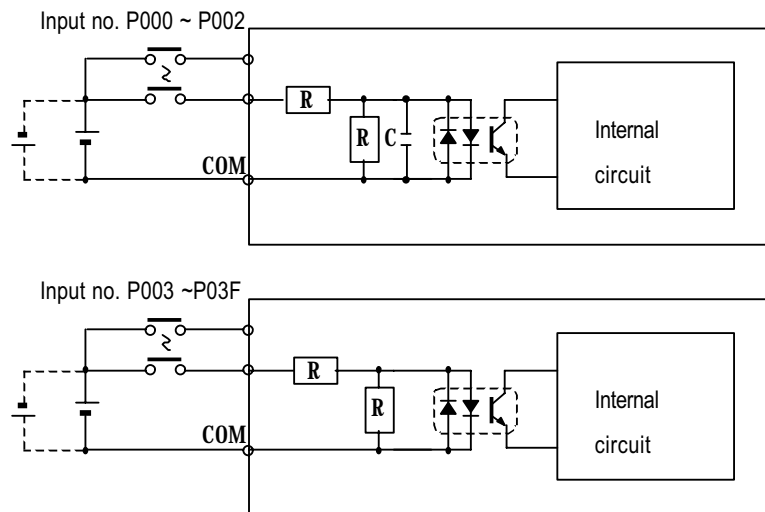 Input no. P000 ~ P002
R
R C
Internal
circuit
COM
Input no. P003 ~P03F
R
R
Internal
circuit
COM